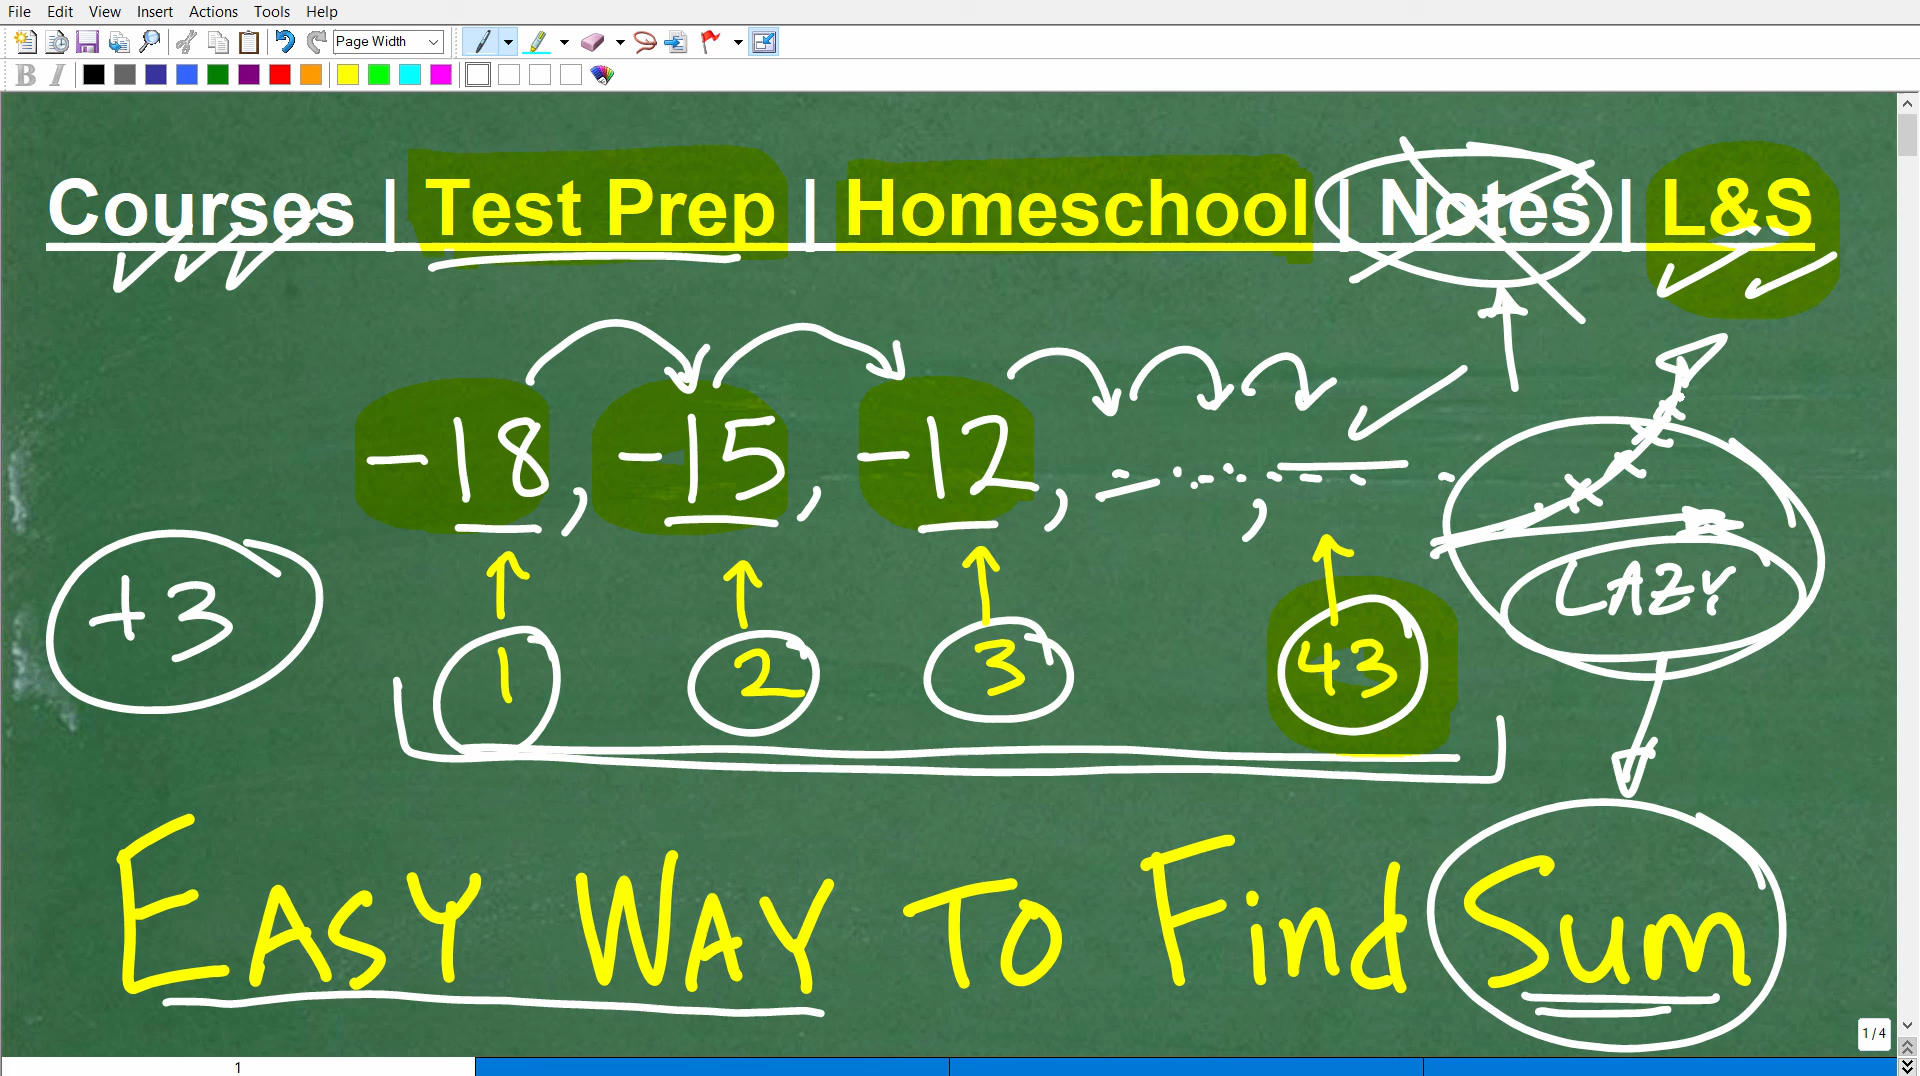 File Edit View Insert Actions Tools Help
Page Width
B I
Courses | Test Prep | Homeschool | Notes | L&S
-18, -15, -12, ,
+3 LAZY
1 2 3 43
EASY WAY TO Find Sum
1 / 4
1